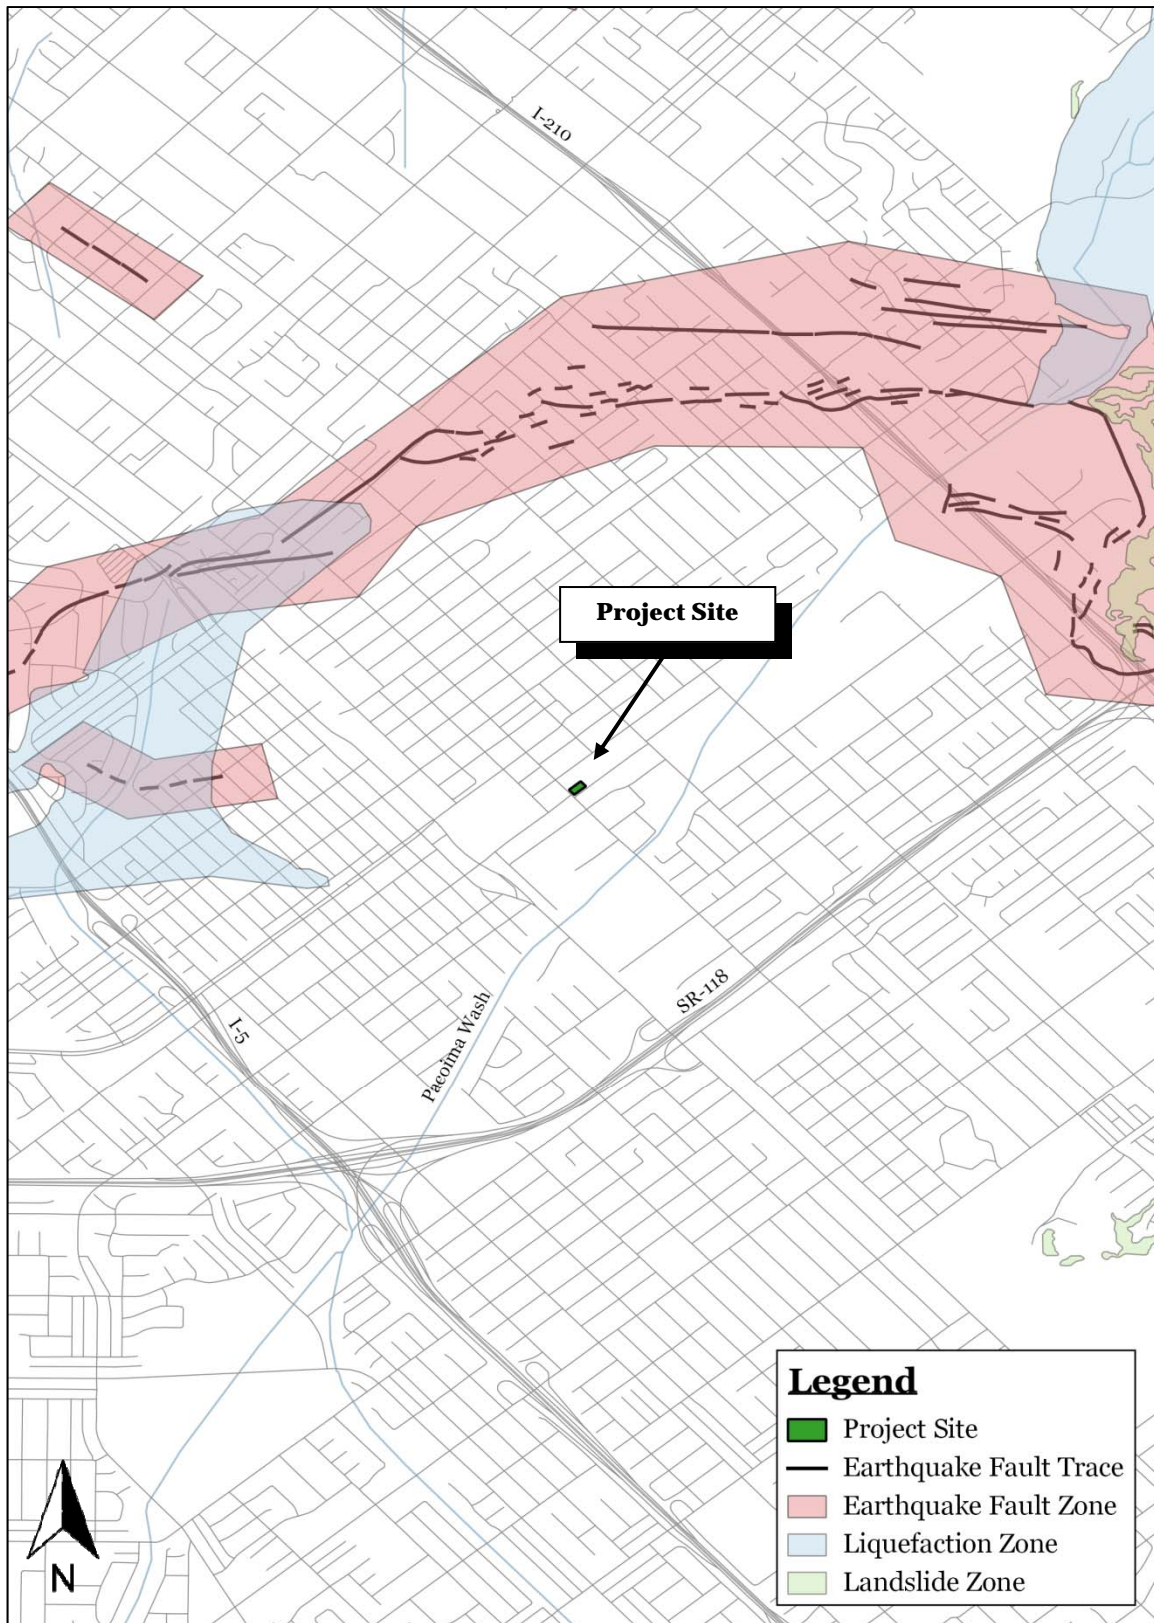 I-210
Project Site
SR-118
Pacoima Wash
I-5
Legend
Project Site
Earthquake Fault Trace
Earthquake Fault Zone
Liquefaction Zone
Landslide Zone
N